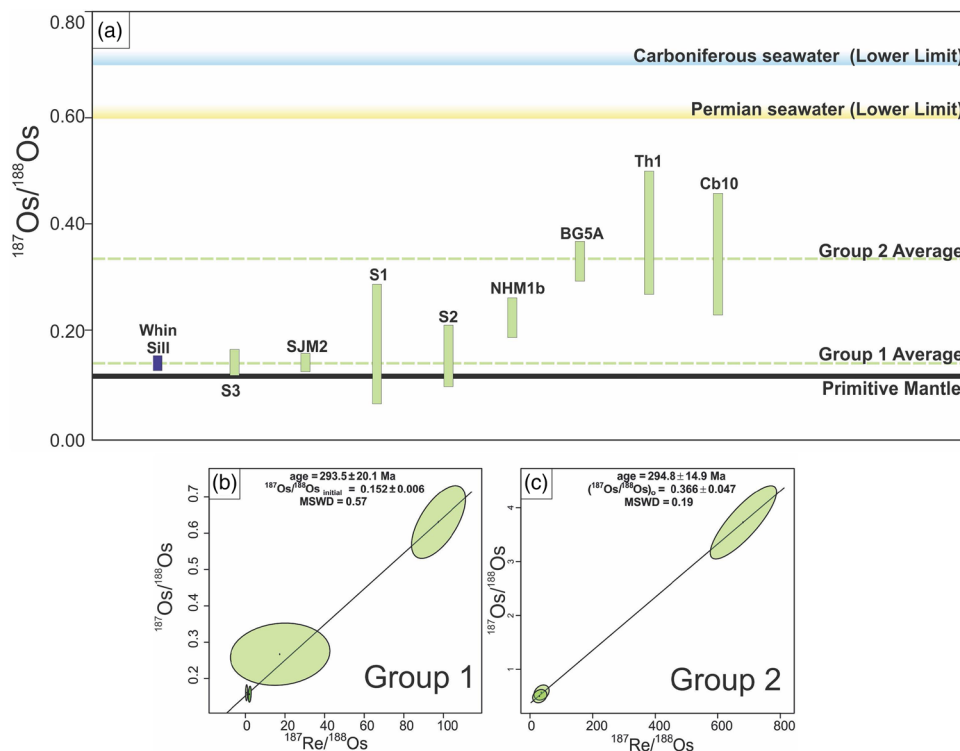 (a)
0.80
0.60
0.40
0.20
0.00
187Os/188Os
Carboniferous seawater (Lower Limit)
Permian seawater (Lower Limit)
Th1
Cb10
BG5A
Group 2 Average
S1
NHM1b
S2
Whin
Sill
SJM2
Group 1 Average
S3
Primitive Mantle
(b)
age = 293.5±20.1 Ma
187Os/188Os initial = 0.152±0.006
MSWD = 0.57
0.7
0.6
0.5
0.4
0.3
0.2
187Os/188Os
Group 1
0 20 40 60 80 100
187Re/188Os
(c)
age = 294.8±14.9 Ma
(187Os/188Os)o = 0.366±0.047
MSWD = 0.19
4
3
2
1
187Os/188Os
Group 2
0 200 400 600 800
187Re/188Os